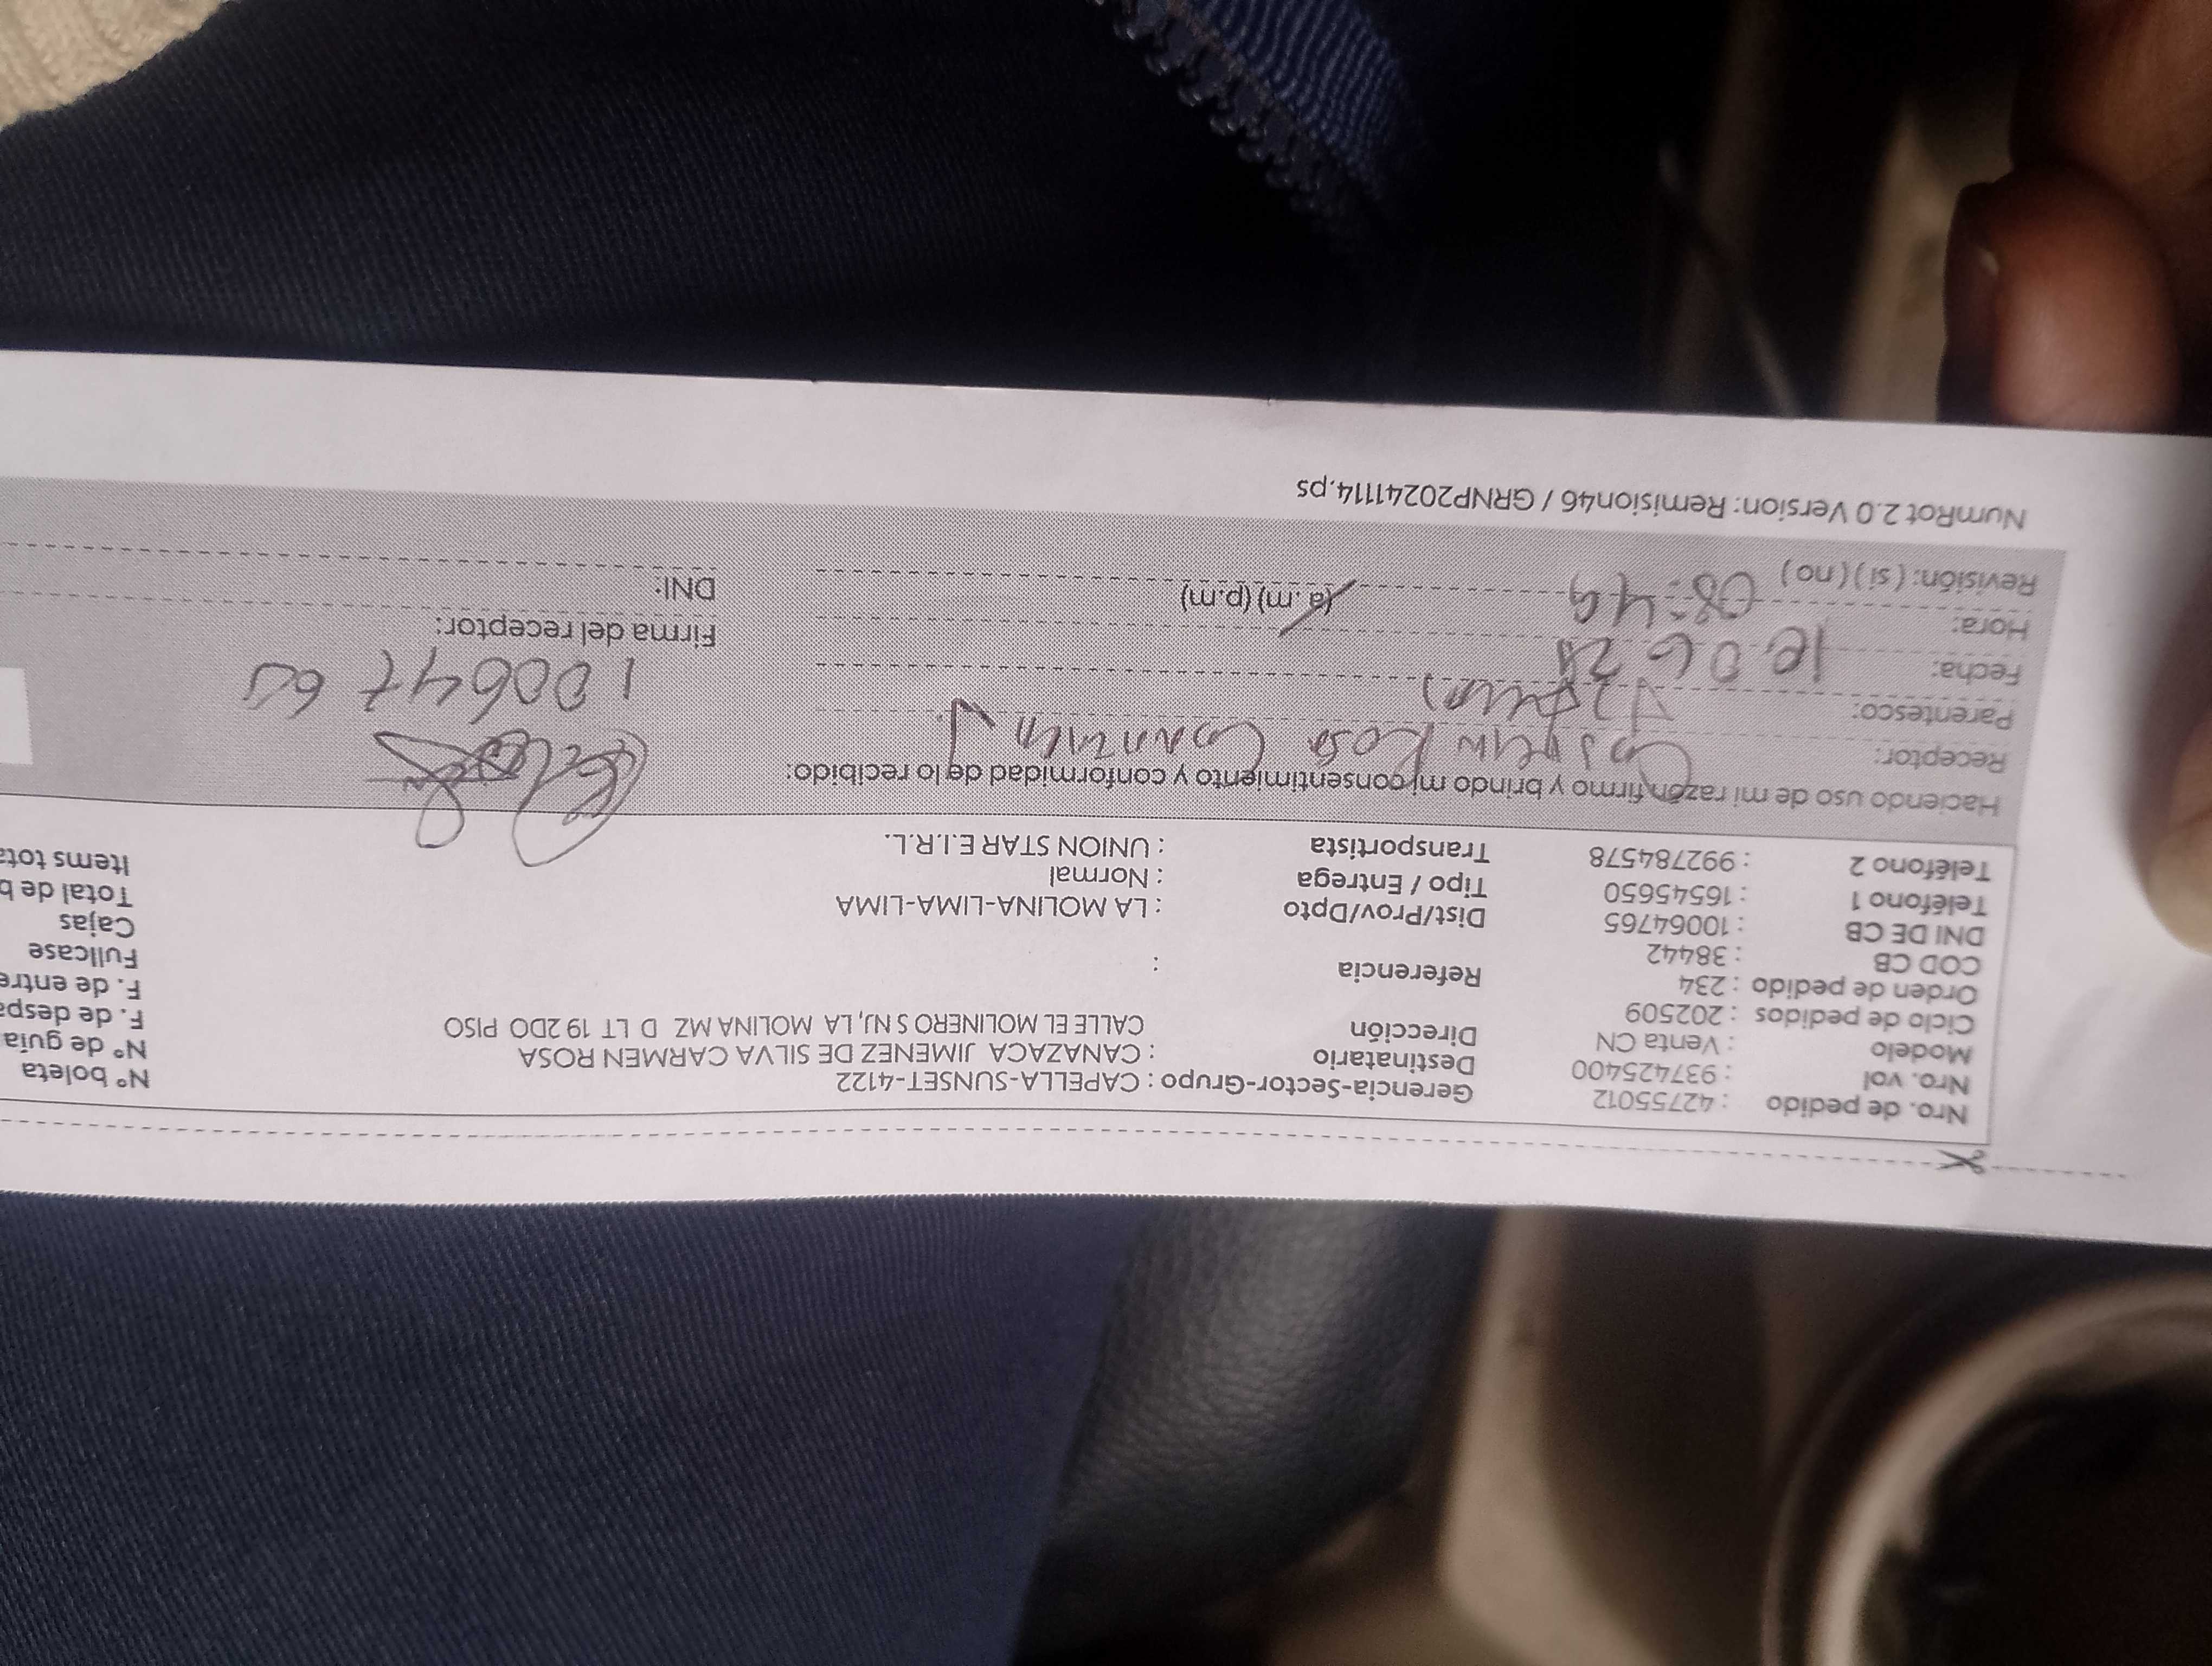 Nro. de pedido : 42755012 Gerencia-Sector-Grupo : CAPELLA-SUNSET-4122 N° boleta
Nro. vol : 937425400 Destinatario : CANAZACA JIMENEZ DE SILVA CARMEN ROSA N° de guía
Modelo : Venta CN Dirección CALLE EL MOLINERO S NJ, LA MOLINA MZ D LT 19 2DO PISO F. de despa
Ciclo de pedidos : 202509 F. de entre
Orden de pedido : 234 Referencia : Fullcase
COD CB : 38442 Cajas
DNI DE CB : 10064765 Dist/Prov/Dpto : LA MOLINA-LIMA-LIMA Total de b
Teléfono 1 : 16545650 Tipo / Entrega : Normal Items tota
Teléfono 2 : 992784578 Transportista : UNION STAR E.I.R.L.
Haciendo uso de mi razón firmo y brindo mi consentimiento y conformidad de lo recibido:
Receptor: Rosa
Parentesco: 100647 65
Fecha: Firma del receptor:
Hora: 08:49 (a.m) (p.m) DNI:
Revisión: (si) (no)
NumRot 2.0 Version: Remision46 / GRNP20241114.ps